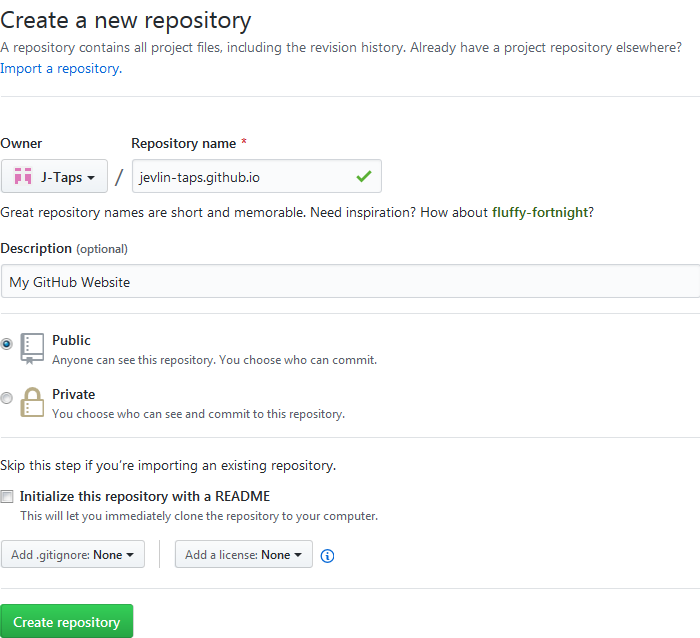 Create a new repository
A repository contains all project files, including the revision history. Already have a project repository elsewhere?
Import a repository.
Owner
Repository name *
J-Taps / jevlin-taps.github.io
Great repository names are short and memorable. Need inspiration? How about fluffy-fortnight?
Description (optional)
My GitHub Website
Public
Anyone can see this repository. You choose who can commit.
Private
You choose who can see and commit to this repository.
Skip this step if you’re importing an existing repository.
Initialize this repository with a README
This will let you immediately clone the repository to your computer.
Add .gitignore: None
Add a license: None
Create repository